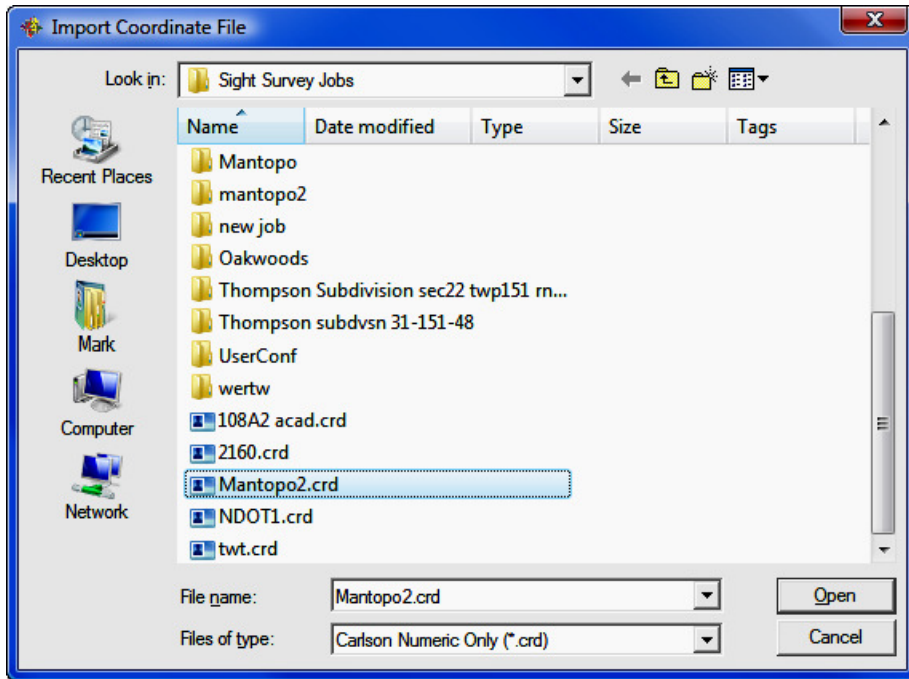 Import Coordinate File
Look in: Sight Survey Jobs
Name Date modified Type Size Tags
Recent Places
Desktop
Mark
Computer
Network
Mantopo
mantopo2
new job
Oakwoods
Thompson Subdivision sec22 twp151 rn...
Thompson subdvsn 31-151-48
UserConf
wertw
108A2 acad.crd
2160.crd
Mantopo2.crd
NDOT1.crd
twt.crd
File name: Mantopo2.crd Open
Files of type: Carlson Numeric Only (*.crd) Cancel